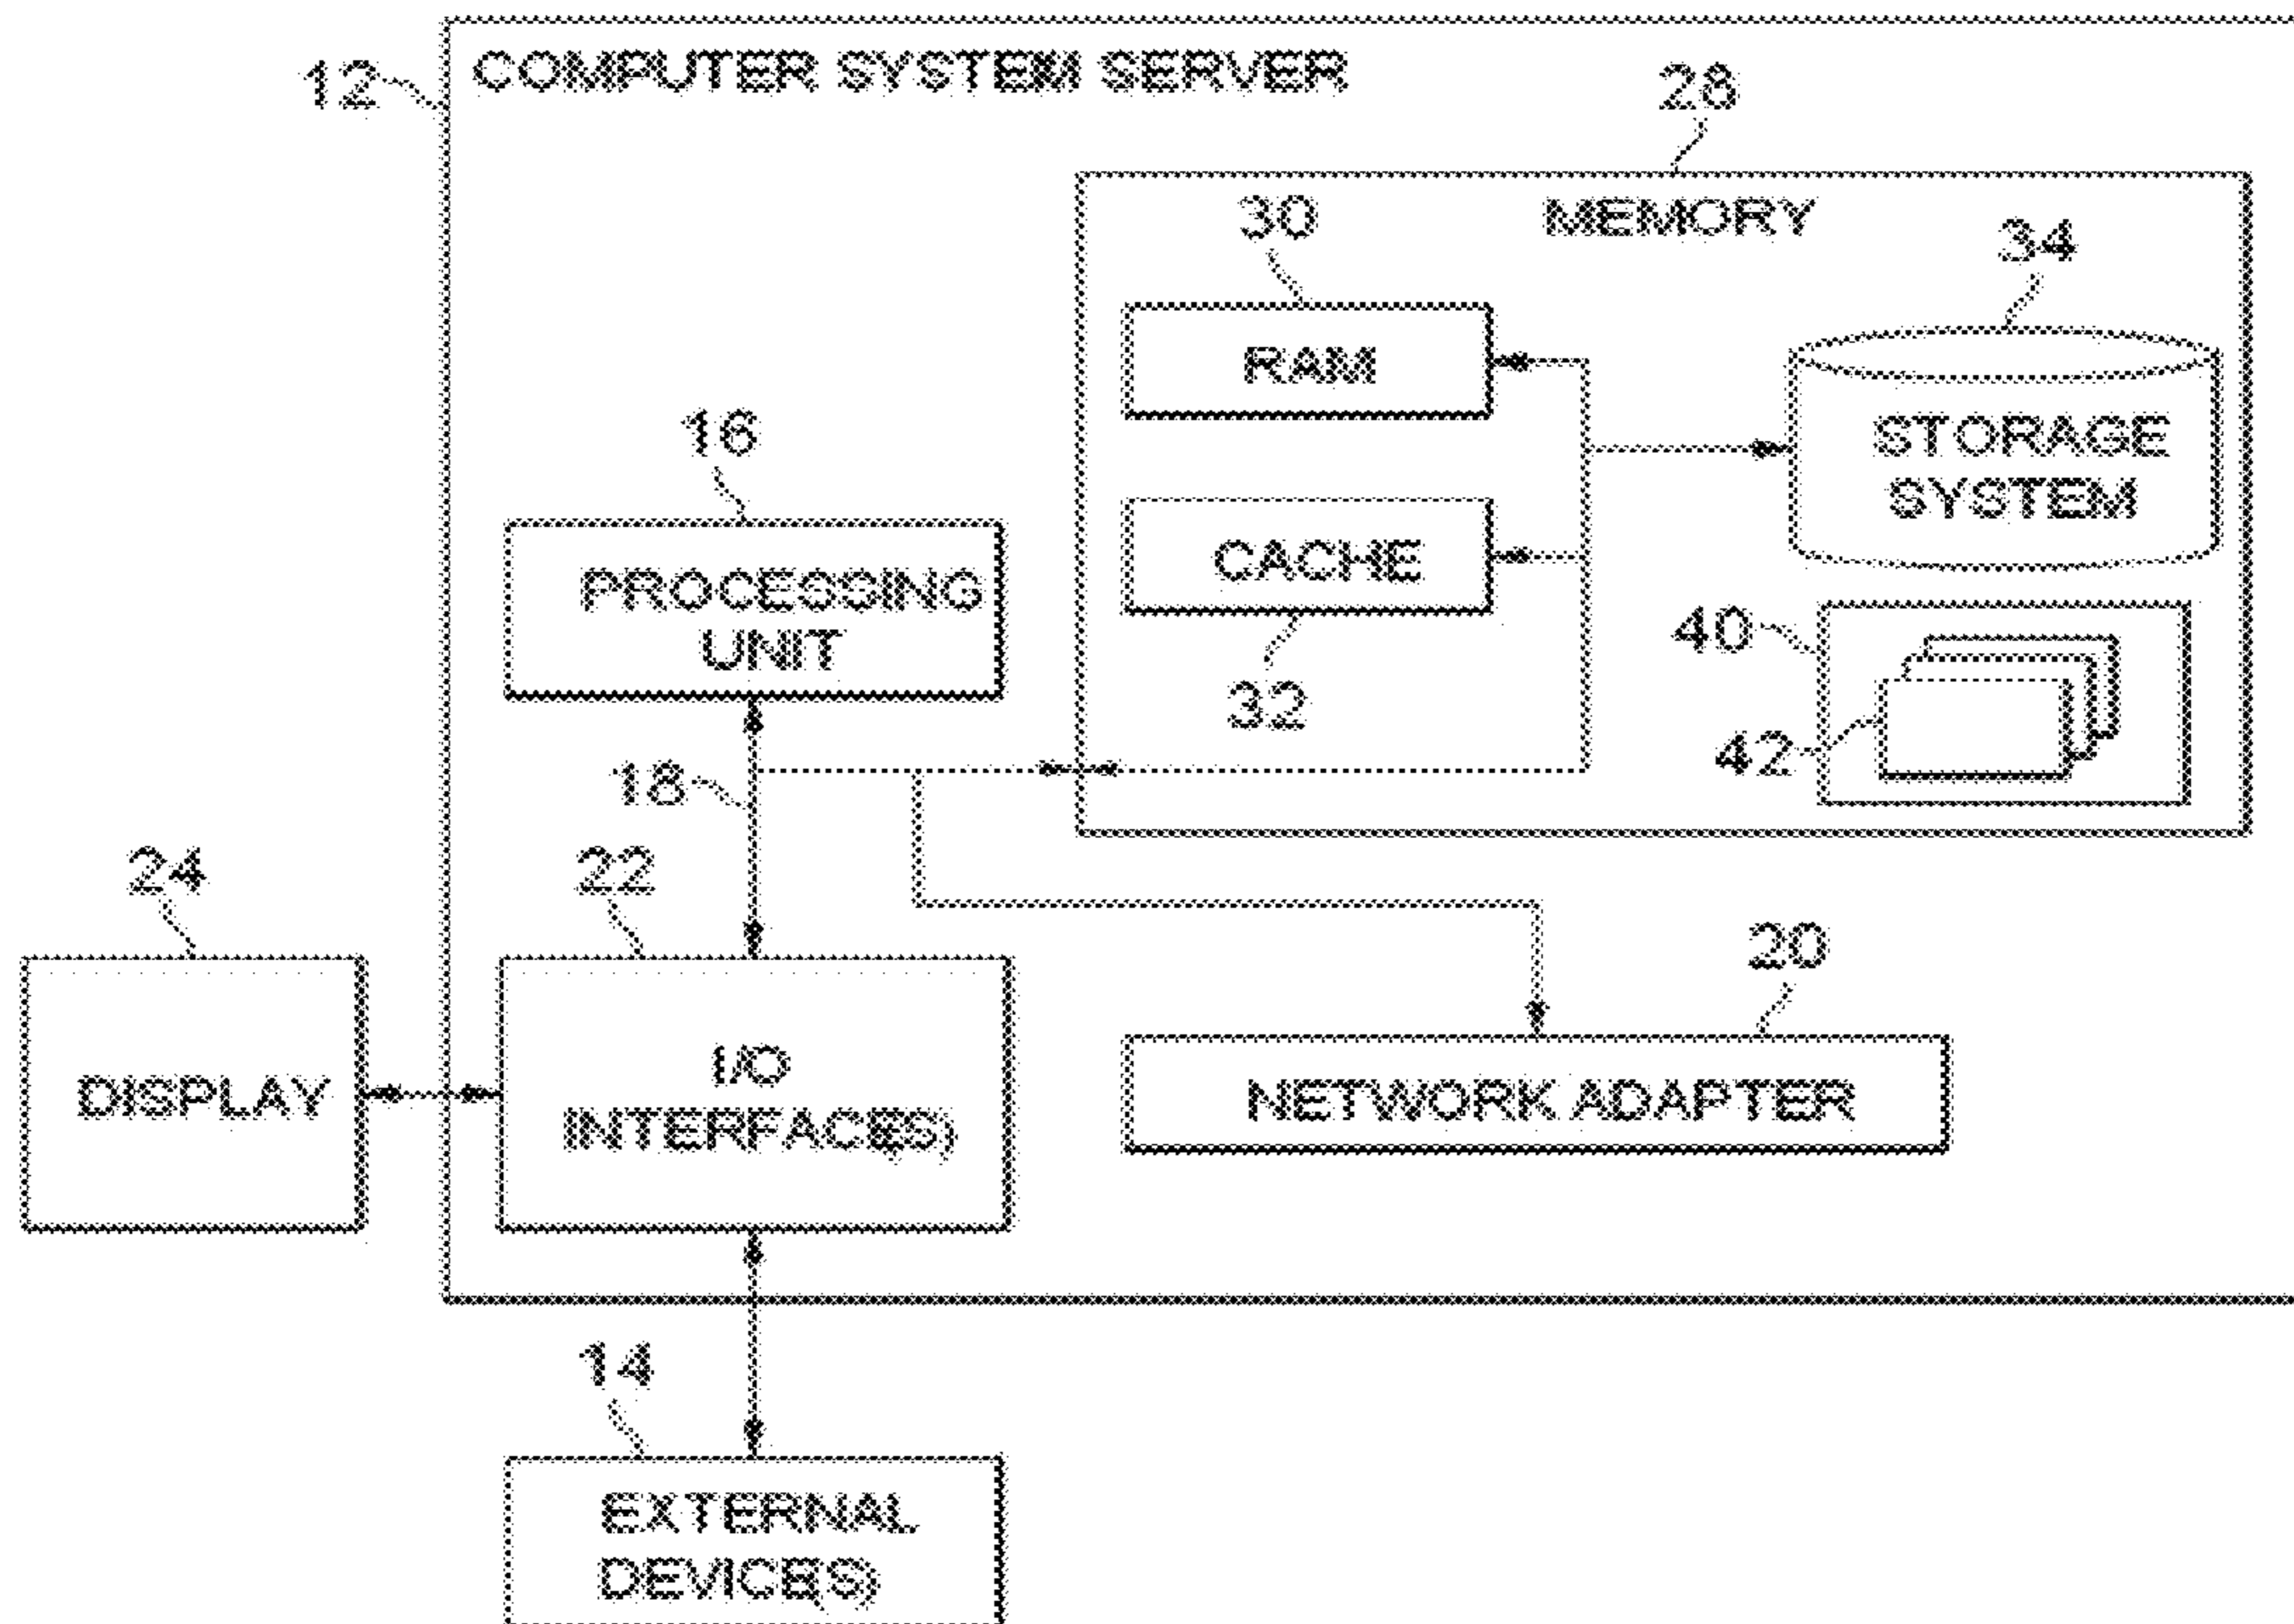 12
COMPUTER SYSTEM SERVER
28
MEMORY
30
34
RAM
STORAGE
SYSTEM
16
CACHE
PROCESSING
UNIT
40
32
42
18
24
22
20
DISPLAY
I/O
INTERFACES)
NETWORK ADAPTER
14
EXTERNAL
DEVICE(S)